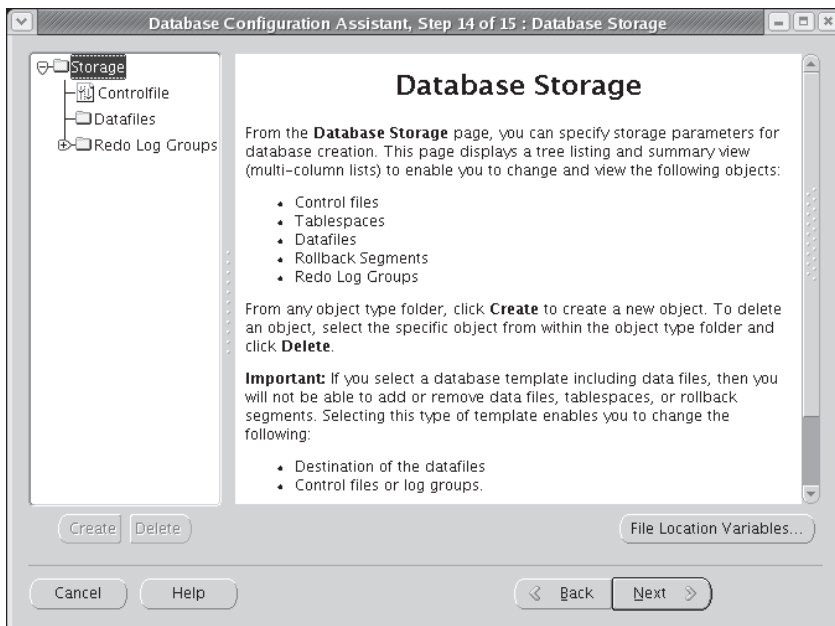 Database Configuration Assistant, Step 14 of 15 : Database Storage
Storage
Controlfile
Datafiles
Redo Log Groups
Database Storage
From the Database Storage page, you can specify storage parameters for
database creation. This page displays a tree listing and summary view
(multi-column lists) to enable you to change and view the following objects:
• Control files
• Tablespaces
• Datafiles
• Rollback Segments
• Redo Log Groups
From any object type folder, click Create to create a new object. To delete
an object, select the specific object from within the object type folder and
click Delete.
Important: If you select a database template including data files, then you
will not be able to add or remove data files, tablespaces, or rollback
segments. Selecting this type of template enables you to change the
following:
• Destination of the datafiles
• Control files or log groups.
Create
Delete
File Location Variables...
Cancel
Help
Back
Next